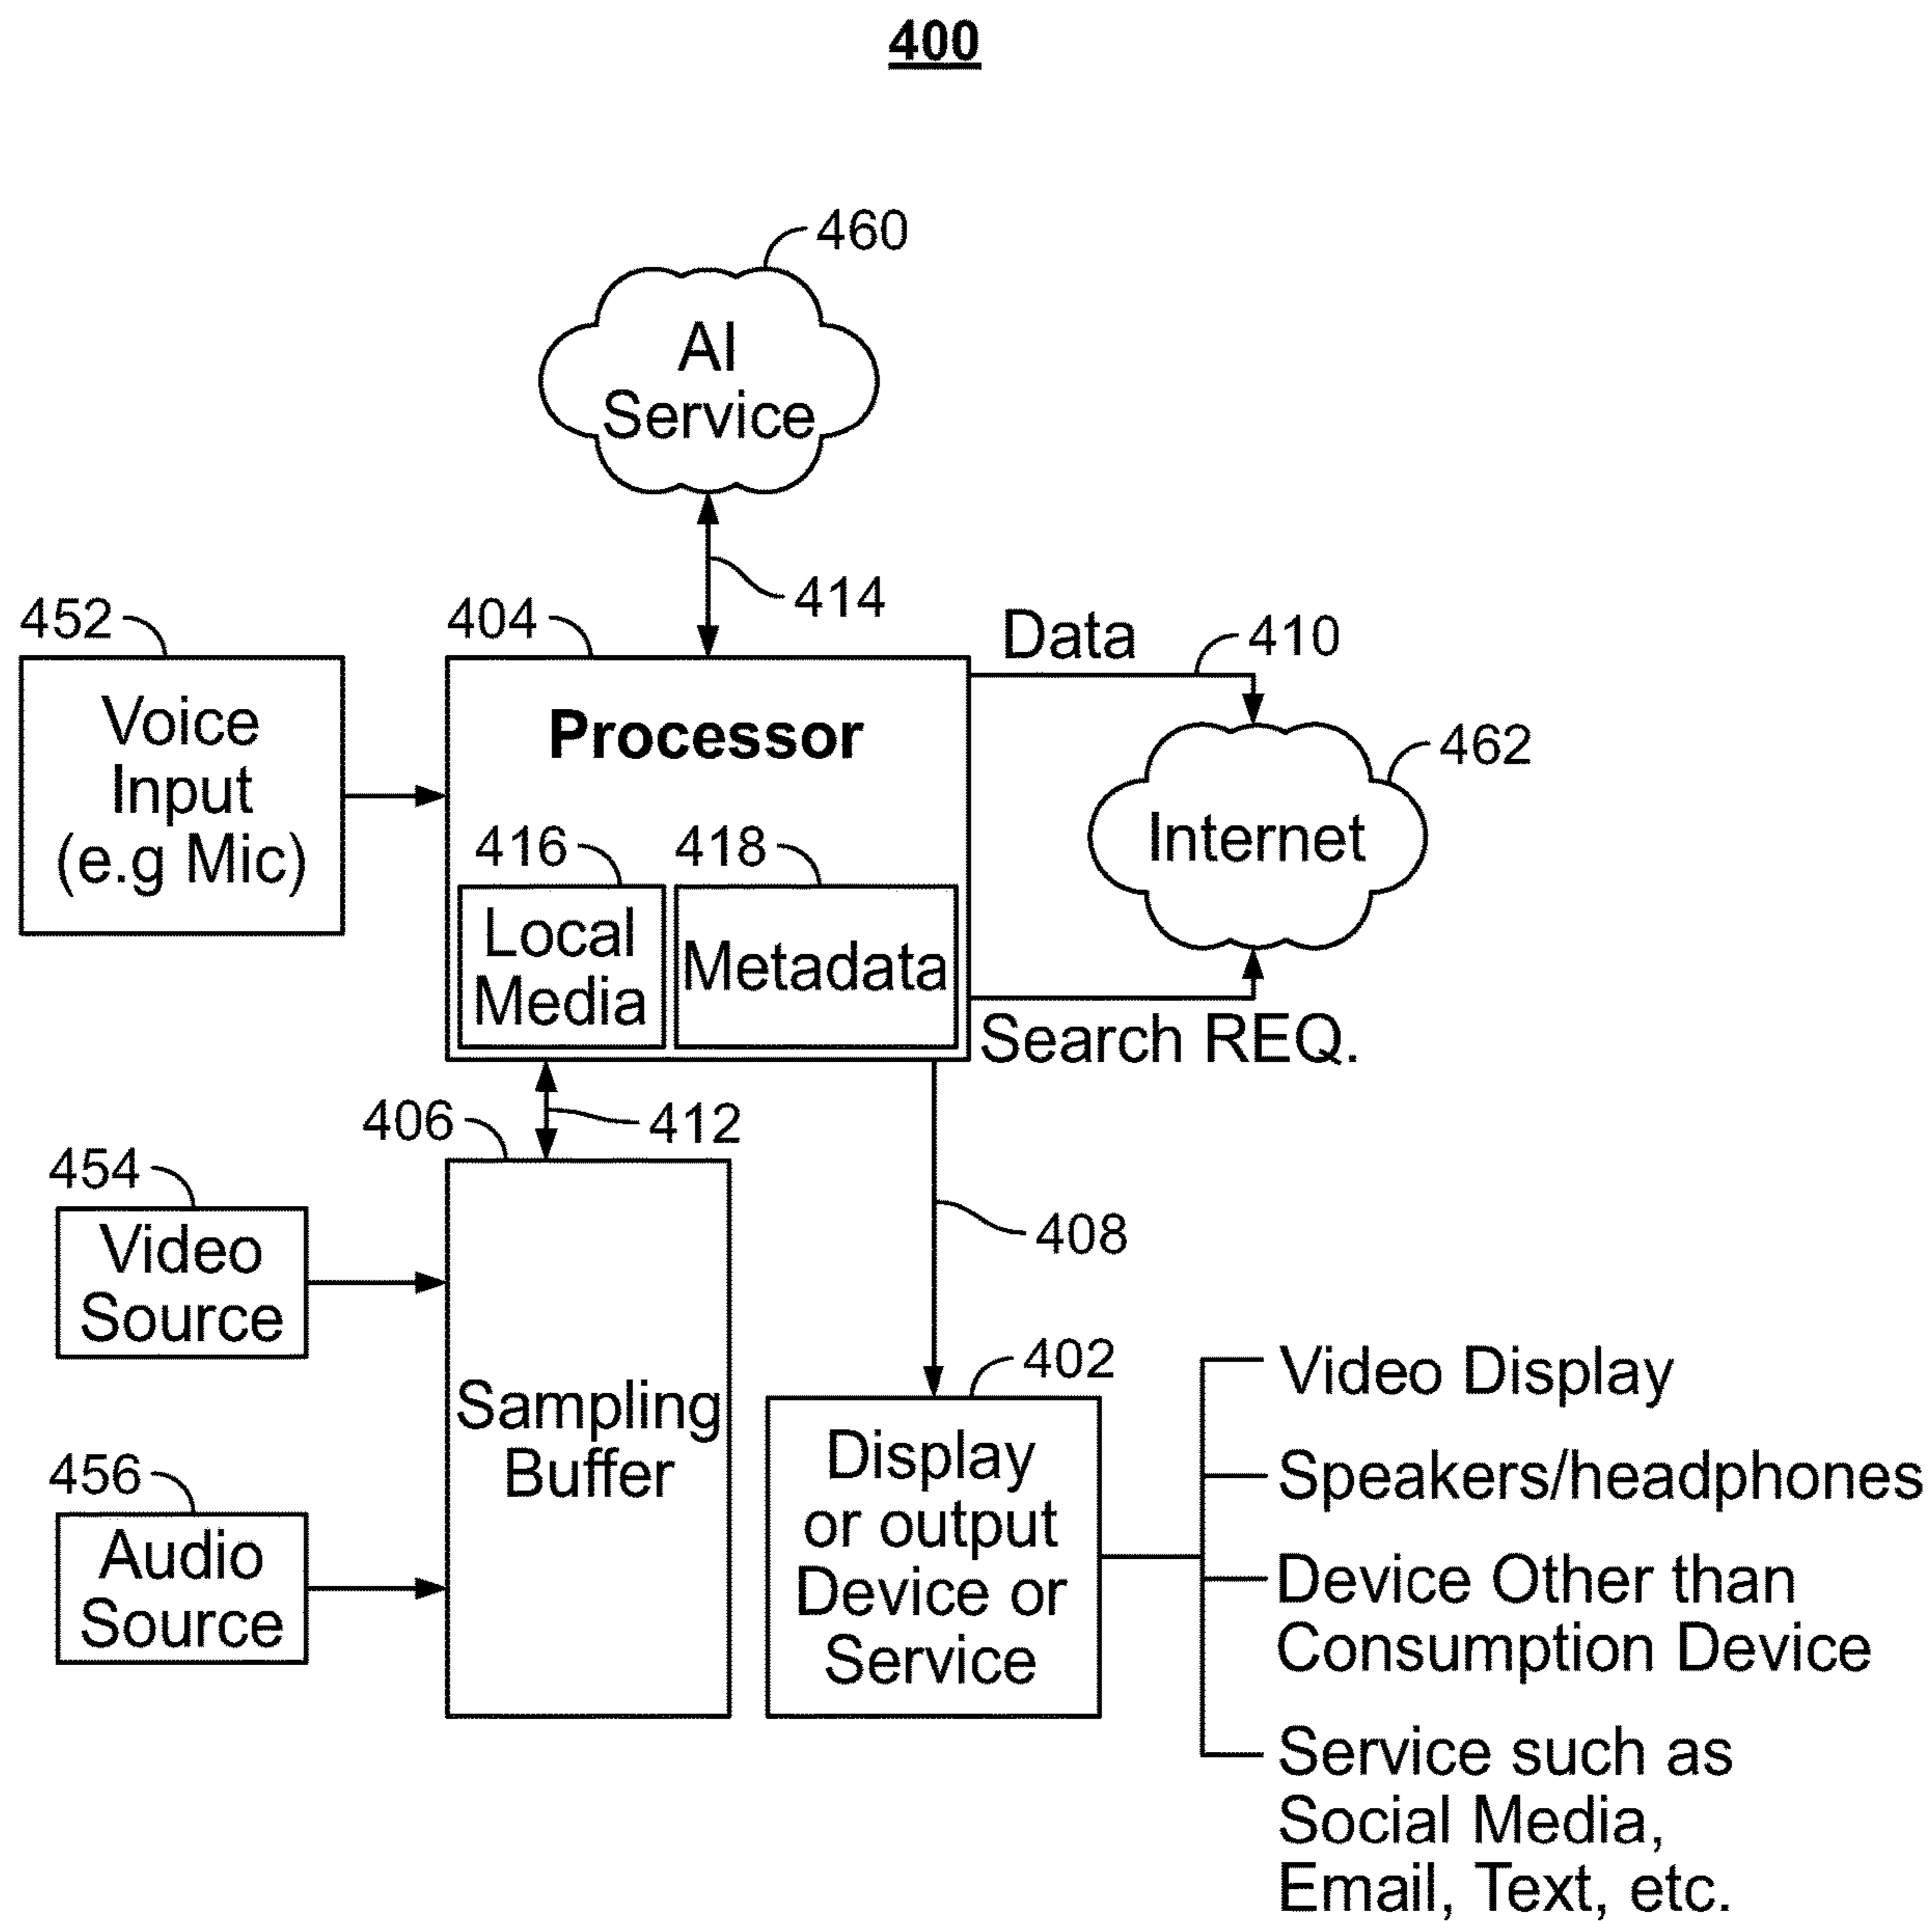 400
460
AI
Service
414
452
404
Data
410
Voice
Input
(e.g Mic)
Processor
462
Internet
416
418
Local
Media
Metadata
Search REQ.
406
412
454
Video
Source
408
402
Sampling
Buffer
456
Audio
Source
Display
or output
Device or
Service
Video Display
Speakers/headphones
Device Other than
Consumption Device
Service such as
Social Media,
Email, Text, etc.